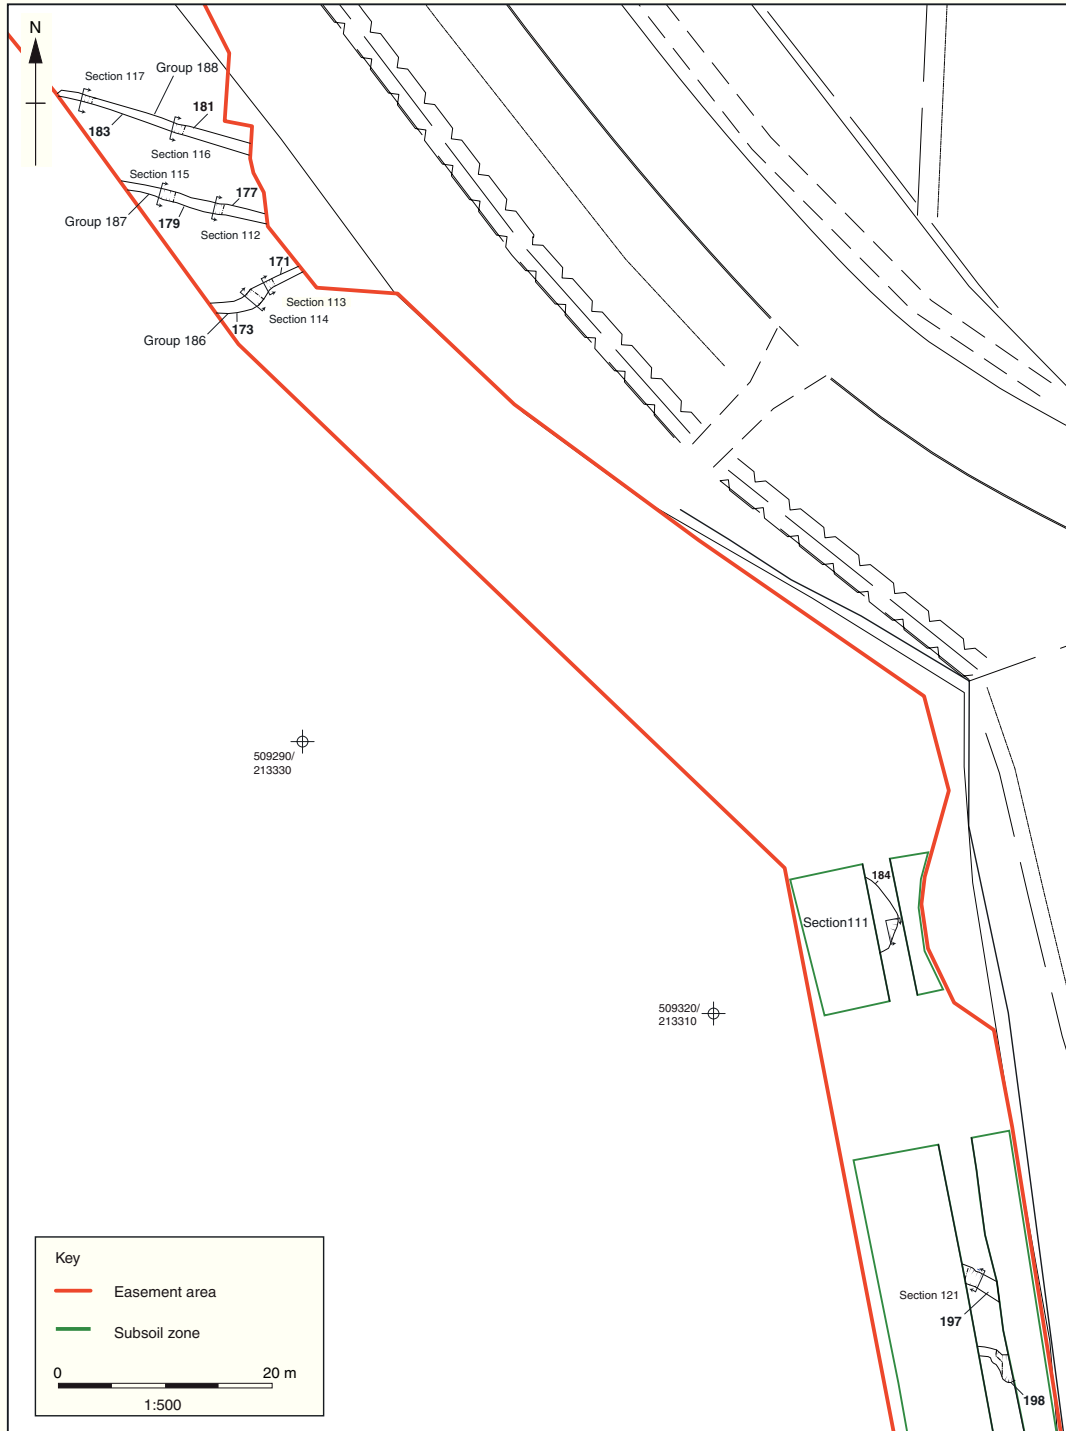 N
Section 117
Group 188
181
183
Section 116
Section 115
177
Group 187
179
Section 112
171
Section 113
Section 114
173
Group 186
509290/
213330
184
Section111
509320/
213310
Section 121
197
198
Key
Easement area
Subsoil zone
0 20 m
1:500